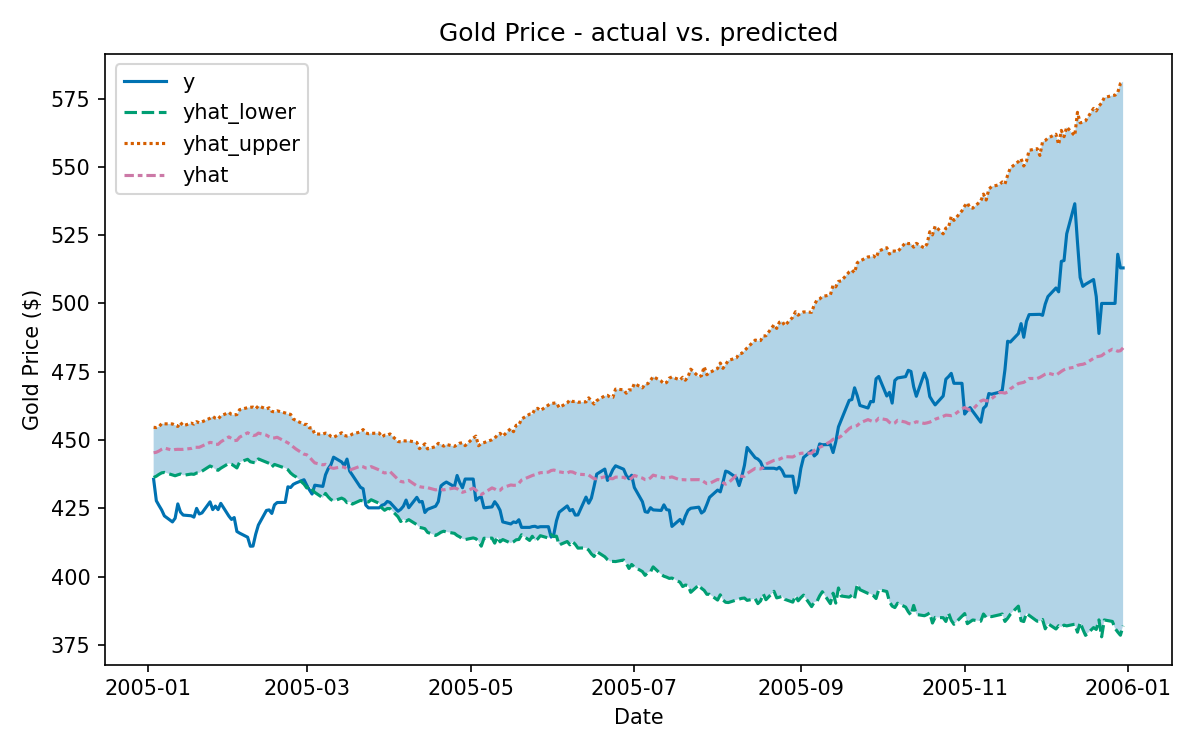 Gold Price - actual vs. predicted
y
yhat_lower
yhat_upper
yhat
Gold Price ($)
575
550
525
500
475
450
425
400
375
2005-01 2005-03 2005-05 2005-07 2005-09 2005-11 2006-01
Date